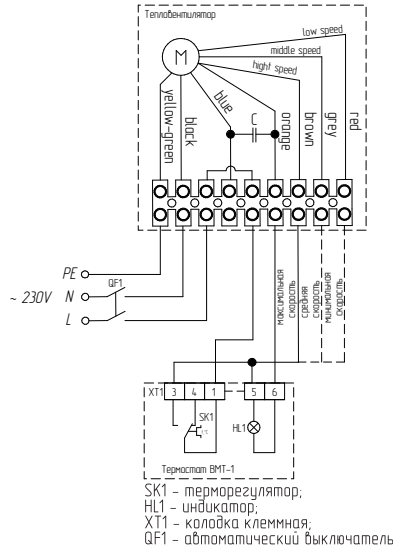 Тепловентилятор
low speed
middle speed
hight speed
M
yellow-green
black
blue
C
orange
brown
grey
red
PE
~ 230V N QF1
L
максимальная
скорость
средняя
скорость
минимальная
скорость
XT1 3 4 1 5 6
SK1
t°C
HL1
Термостат ВМТ-1
SK1 - терморегулятор;
HL1 - индикатор;
XT1 - колодка клеммная;
QF1 - автоматический выключатель